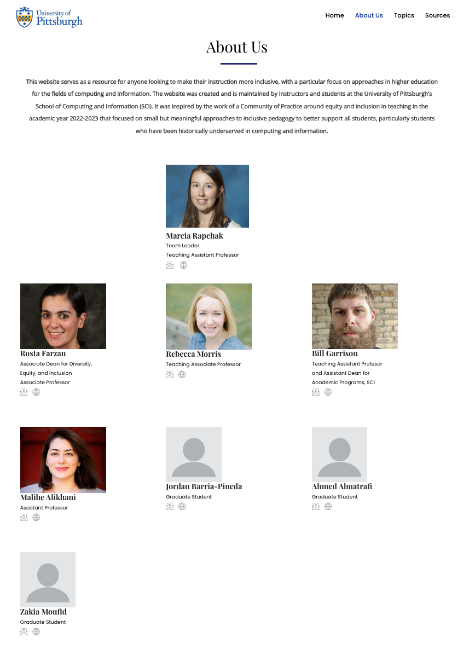 University of
Pittsburgh
Home About Us Topics Sources
About Us
This website serves as a resource for anyone looking to make their instruction more inclusive, with a particular focus on approaches in higher education
for the fields of computing and information. The website was created and is maintained by instructors and students at the University of Pittsburgh's
School of Computing and Information (SCI). It was inspired by the work of a Community of Practice around equity and inclusion in teaching in the
academic year 2022-2023 that focused on small but meaningful approaches to inclusive pedagogy to better support all students, particularly students
who have been historically underserved in computing and information.
Marcia Rapchak
Team Leader
Teaching Assistant Professor
Rosta Farzan
Associate Dean for Diversity,
Equity, and Inclusion
Associate Professor
Rebecca Morris
Teaching Associate Professor
Bill Garrison
Teaching Assistant Professor
and Assistant Dean for
Academic Programs, SCI
Malihe Alikhani
Assistant Professor
Jordan Barria-Pineda
Graduate Student
Ahmed Almatrafi
Graduate Student
Zakia Moufid
Graduate Student